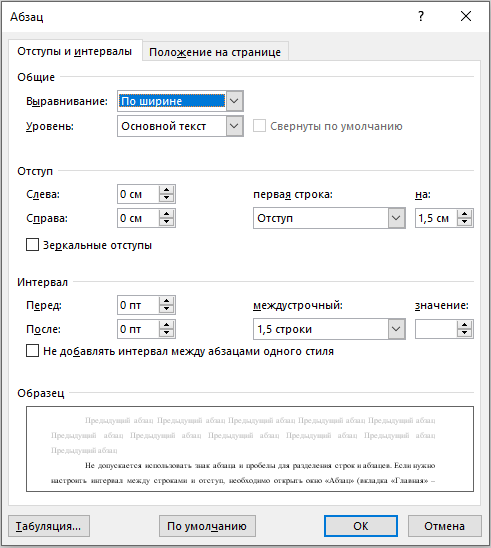 Абзац ?
Отступы и интервалы Положение на странице
Общие
Выравнивание: По ширине
Уровень: Основной текст Свернуты по умолчанию
Отступ
Слева: 0 см первая строка: на:
Справа: 0 см Отступ 1,5 см
Зеркальные отступы
Интервал
Перед: 0 пт междустрочный: значение:
После: 0 пт 1,5 строки
Не добавлять интервал между абзацами одного стиля
Образец
Предыдущий абзац Предыдущий абзац Предыдущий абзац Предыдущий абзац Предыдущий абзац
Предыдущий абзац Предыдущий абзац Предыдущий абзац Предыдущий абзац Предыдущий абзац
Предыдущий абзац
Не допускается использовать знак абзаца и пробелы для разделения строк и абзацев. Если нужно
настроить интервал между строками и отступ, необходимо открыть окно «Абзац» (вкладка «Главная» –
Табуляция... По умолчанию ОК Отмена